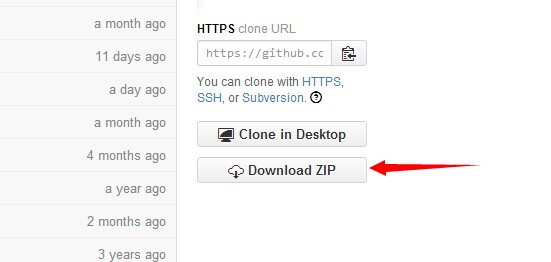 a month ago
11 days ago
a day ago
a month ago
4 months ago
a year ago
2 months ago
3 years ago
HTTPS clone URL
https://github.cc
You can clone with HTTPS,
SSH, or Subversion. ?
Clone in Desktop
Download ZIP